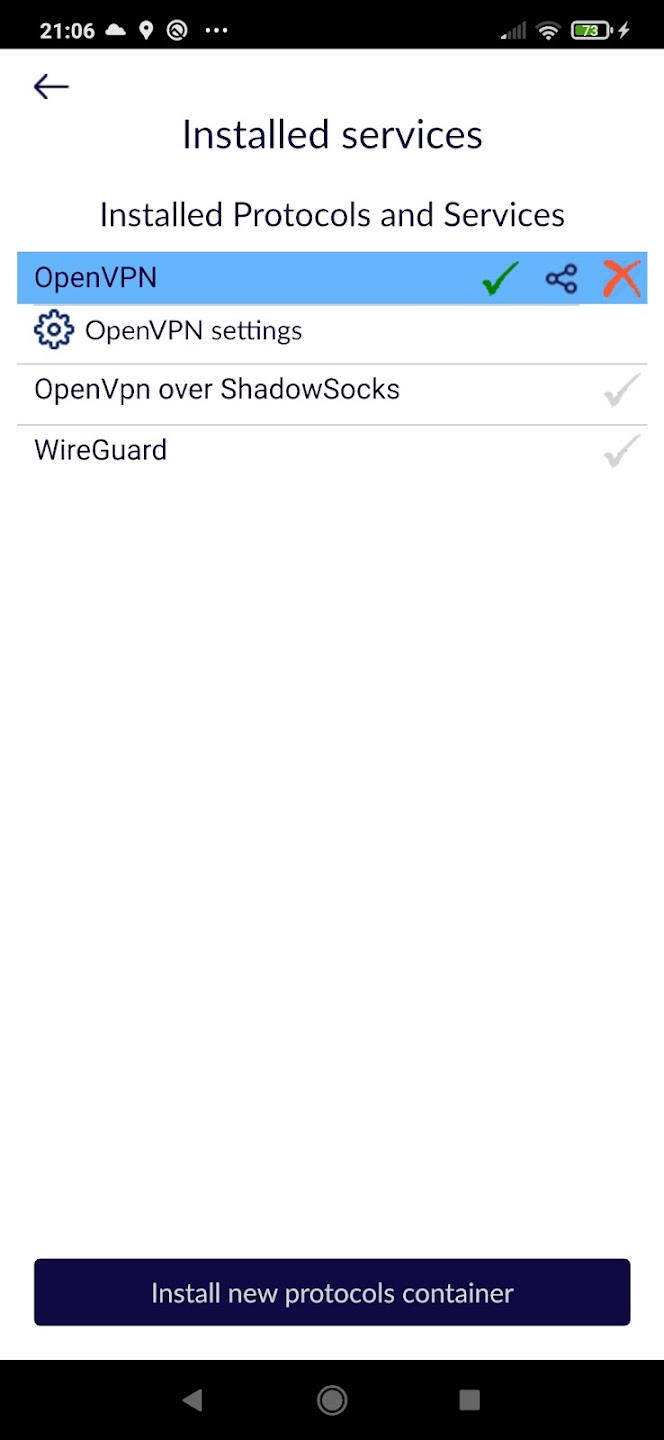 21:06
73
Installed services
Installed Protocols and Services
OpenVPN
OpenVPN settings
OpenVpn over ShadowSocks
WireGuard
Install new protocols container